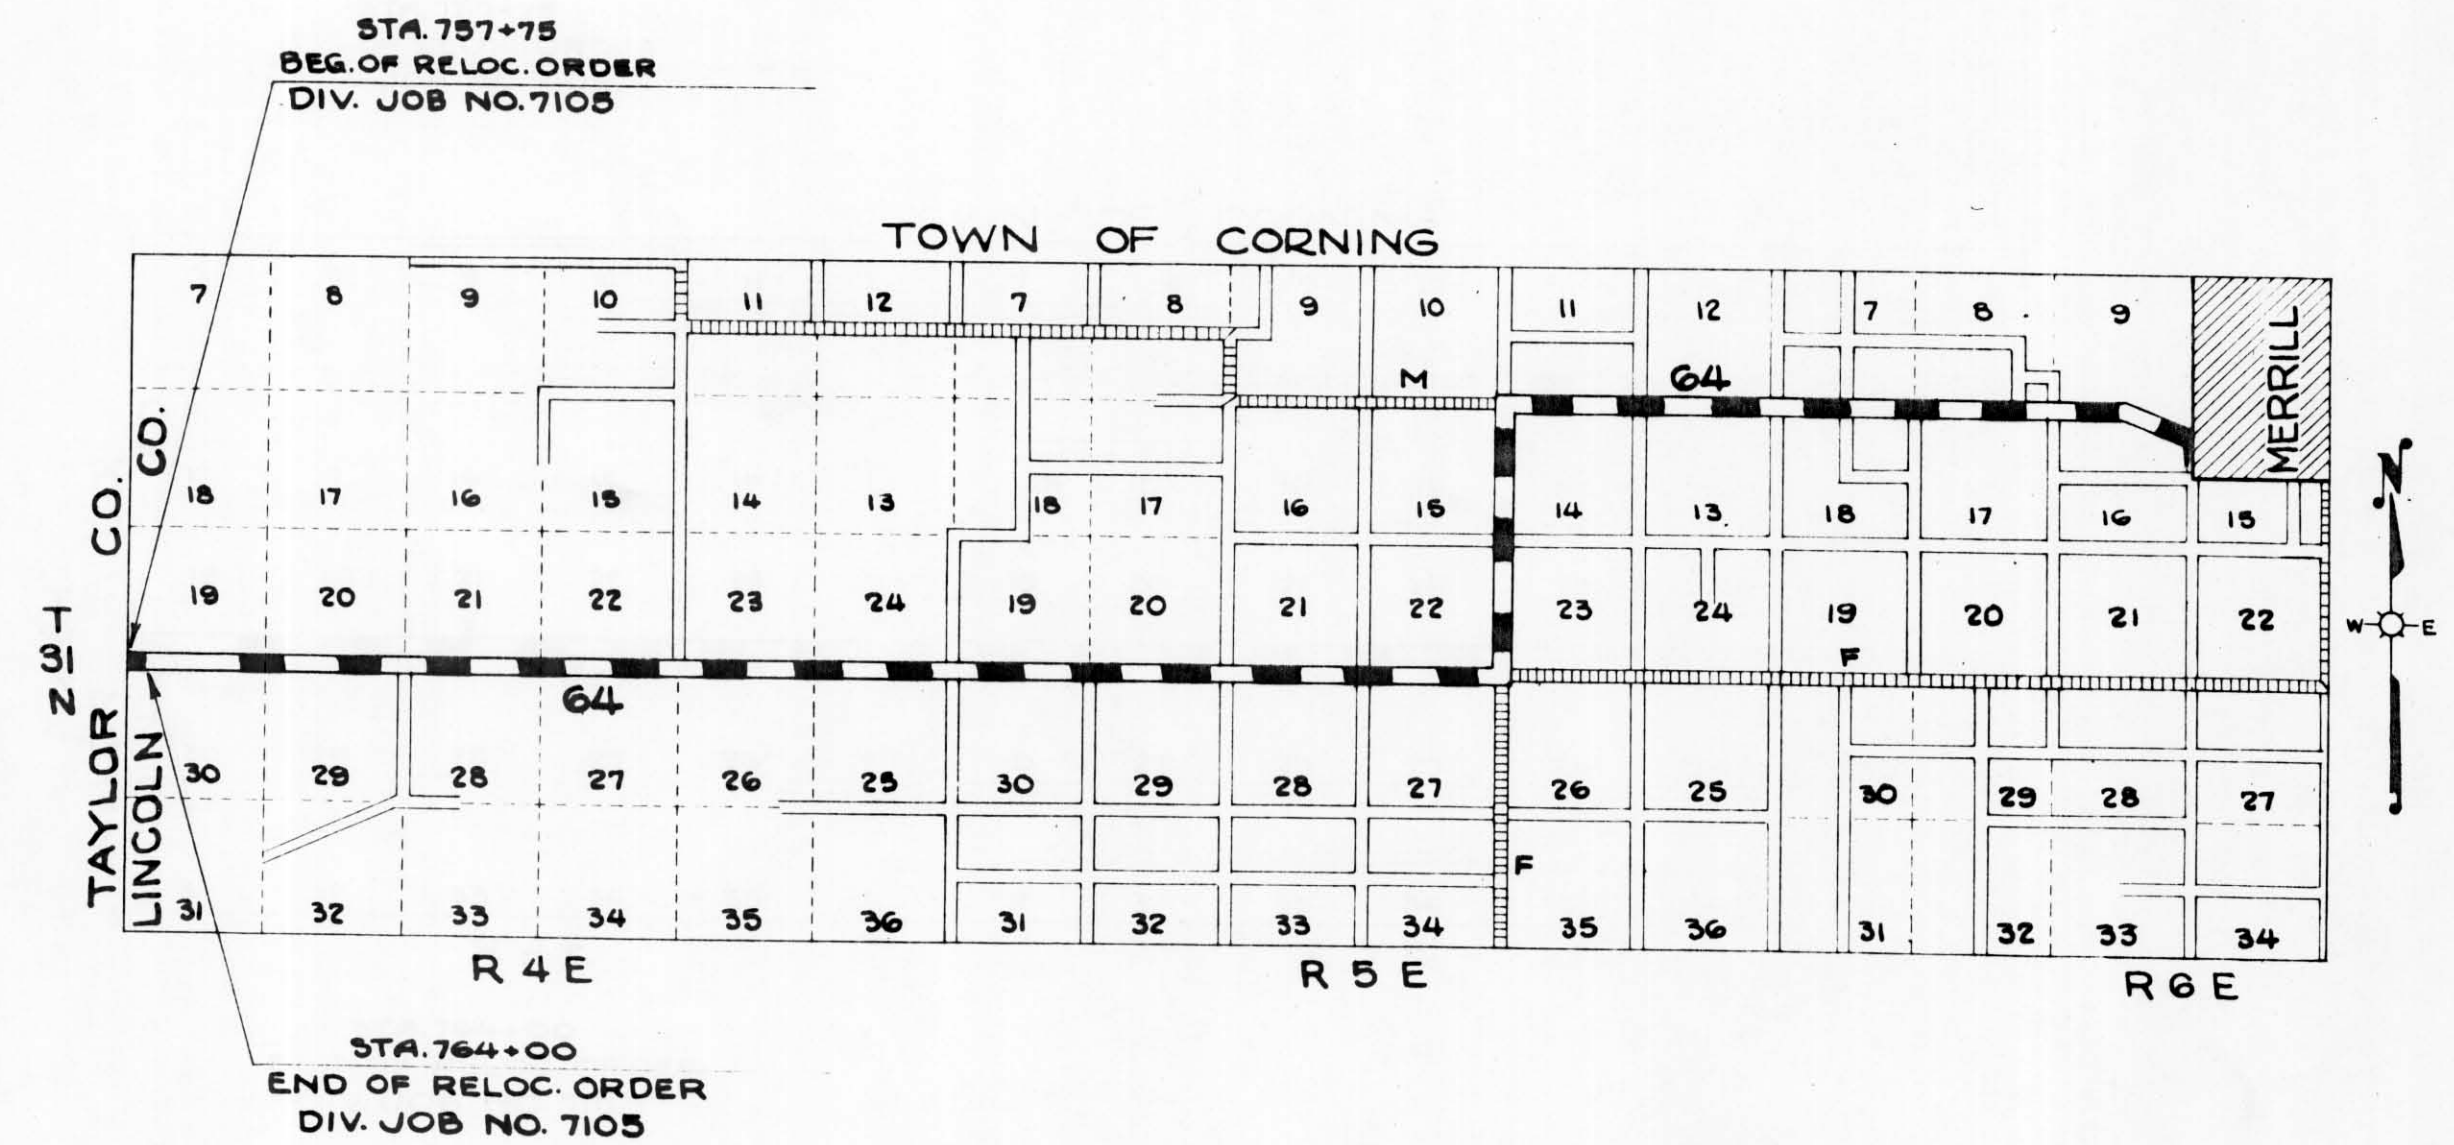 STA. 757+75
BEG. OF RELOC. ORDER
DIV. JOB NO. 7105
TOWN OF CORNING
7 8 9 10 11 12 7 8 9 10 11 12 7 8 9
MERRILL
M
64
CO.
CO.
N
18 17 16 15 14 13 18 17 16 15 14 13 18 17 16 15
19 20 21 22 23 24 19 20 21 22 23 24 19 20 21 22
W E
T
31
N
F
64
TAYLOR
LINCOLN
30 29 28 27 26 25 30 29 28 27 26 25 30 29 28 27
F
31 32 33 34 35 36 31 32 33 34 35 36 31 32 33 34
R 4 E
R 5 E
R 6 E
STA. 764+00
END OF RELOC. ORDER
DIV. JOB NO. 7105